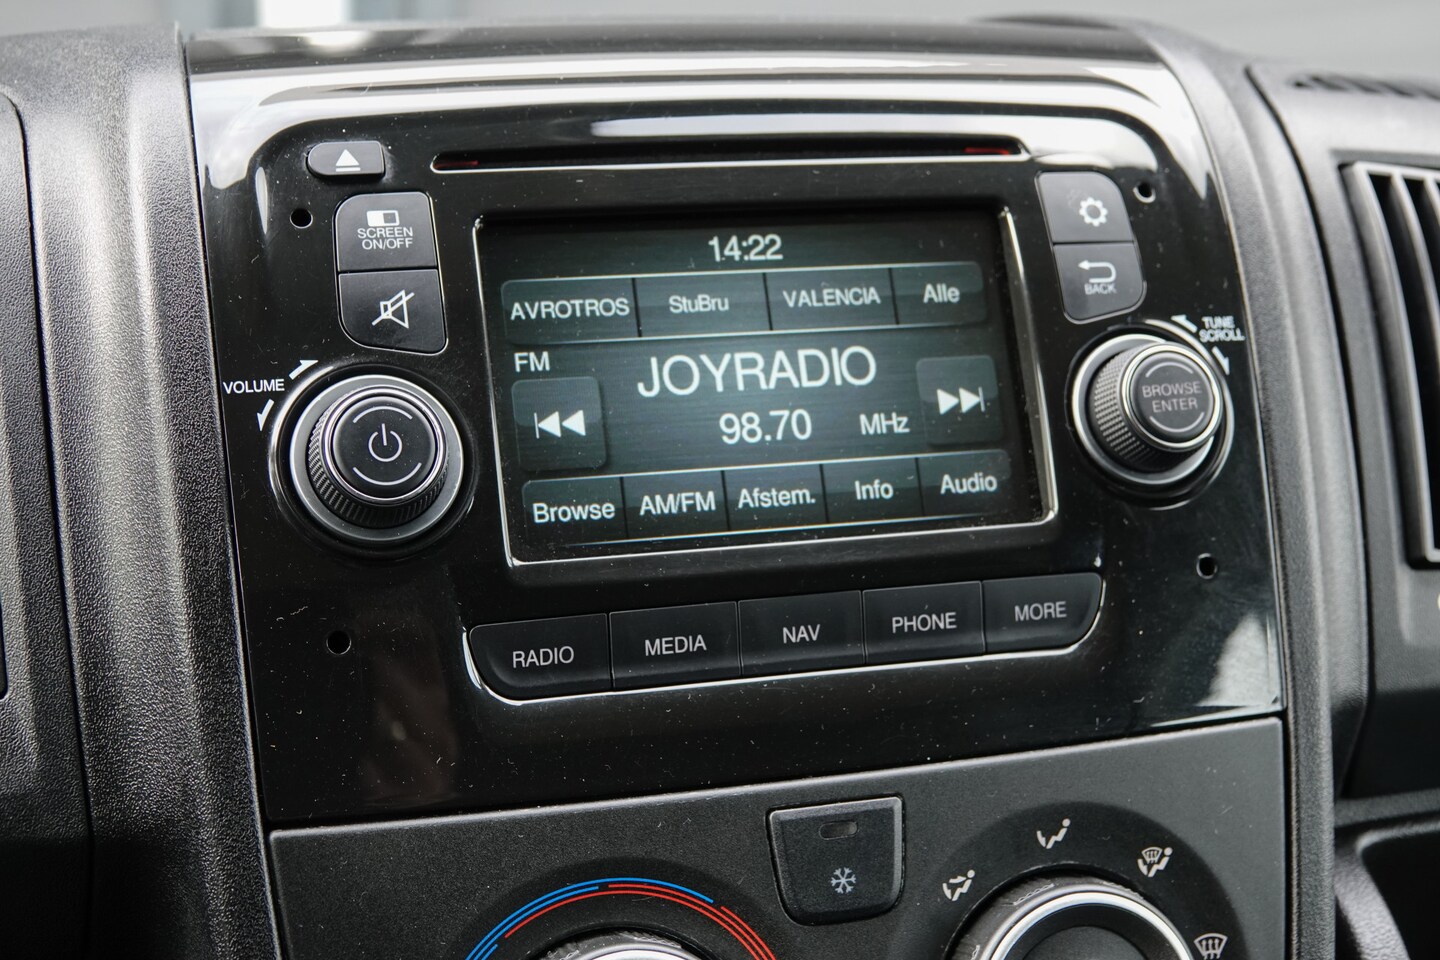 SCREEN
ON/OFF
VOLUME
14:22
AVROTROS StuBru VALENCIA Alle
FM
JOYRADIO
98.70 MHz
Browse AM/FM Afstem. Info Audio
BACK
TUNE
SCROLL
BROWSE
ENTER
RADIO MEDIA NAV PHONE MORE